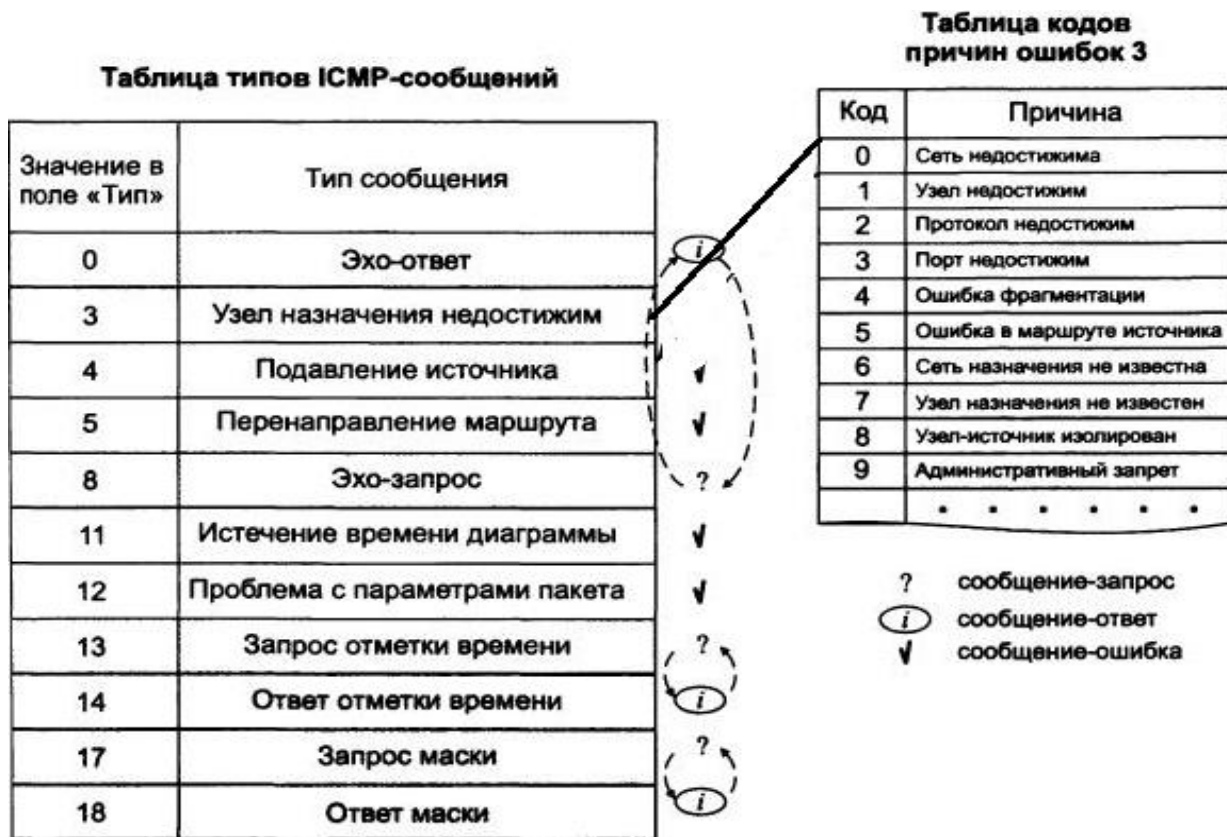 Таблица типов ICMP-сообщений
Значение в поле «Тип» Тип сообщения
0 Эхо-ответ
3 Узел назначения недостижим
4 Подавление источника
5 Перенаправление маршрута
8 Эхо-запрос
11 Истечение времени диаграммы
12 Проблема с параметрами пакета
13 Запрос отметки времени
14 Ответ отметки времени
17 Запрос маски
18 Ответ маски
i
?
?
i
?
i
Таблица кодов
причин ошибок 3
Код Причина
0 Сеть недостижима
1 Узел недостижим
2 Протокол недостижим
3 Порт недостижим
4 Ошибка фрагментации
5 Ошибка в маршруте источника
6 Сеть назначения не известна
7 Узел назначения не известен
8 Узел-источник изолирован
9 Административный запрет
. . . . . .
? сообщение-запрос
i сообщение-ответ
сообщение-ошибка